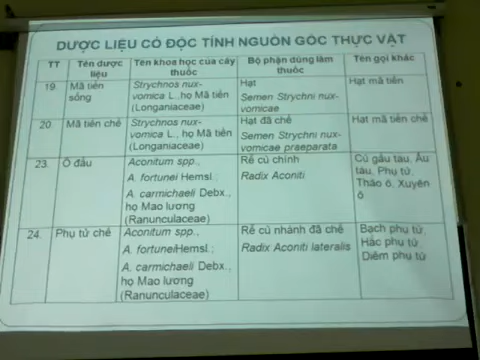 DƯỢC LIỆU CÓ ĐỘC TÍNH NGUỒN GỐC THỰC VẬT
TT Tên dược liệu Tên khoa học của cây thuốc Bộ phận dùng làm thuốc Tên gọi khác
19. Mã tiền sống Strychnos nux-vomica L., họ Mã tiền (Longaniaceae) Hạt Semen Strychni nux-vomicae Hạt mã tiền
20. Mã tiền chế Strychnos nux-vomica L., họ Mã tiền (Longaniaceae) Hạt đã chế Semen Strychni nux-vomicae praeparata Hạt mã tiền chế
23. Ô đầu Aconitum spp., A. fortunei Hemsl.; A. carmichaeli Debx., họ Mao lương (Ranunculaceae) Rễ củ chính Radix Aconiti Củ gấu tàu, Ấu tàu, Phụ tử, Thảo ô, Xuyên ô
24. Phụ tử chế Aconitum spp., A. fortunei Hemsl.; A. carmichaeli Debx., họ Mao lương (Ranunculaceae) Rễ củ nhánh đã chế Radix Aconiti lateralis Bạch phụ tử, Hắc phụ tử, Diêm phụ tử